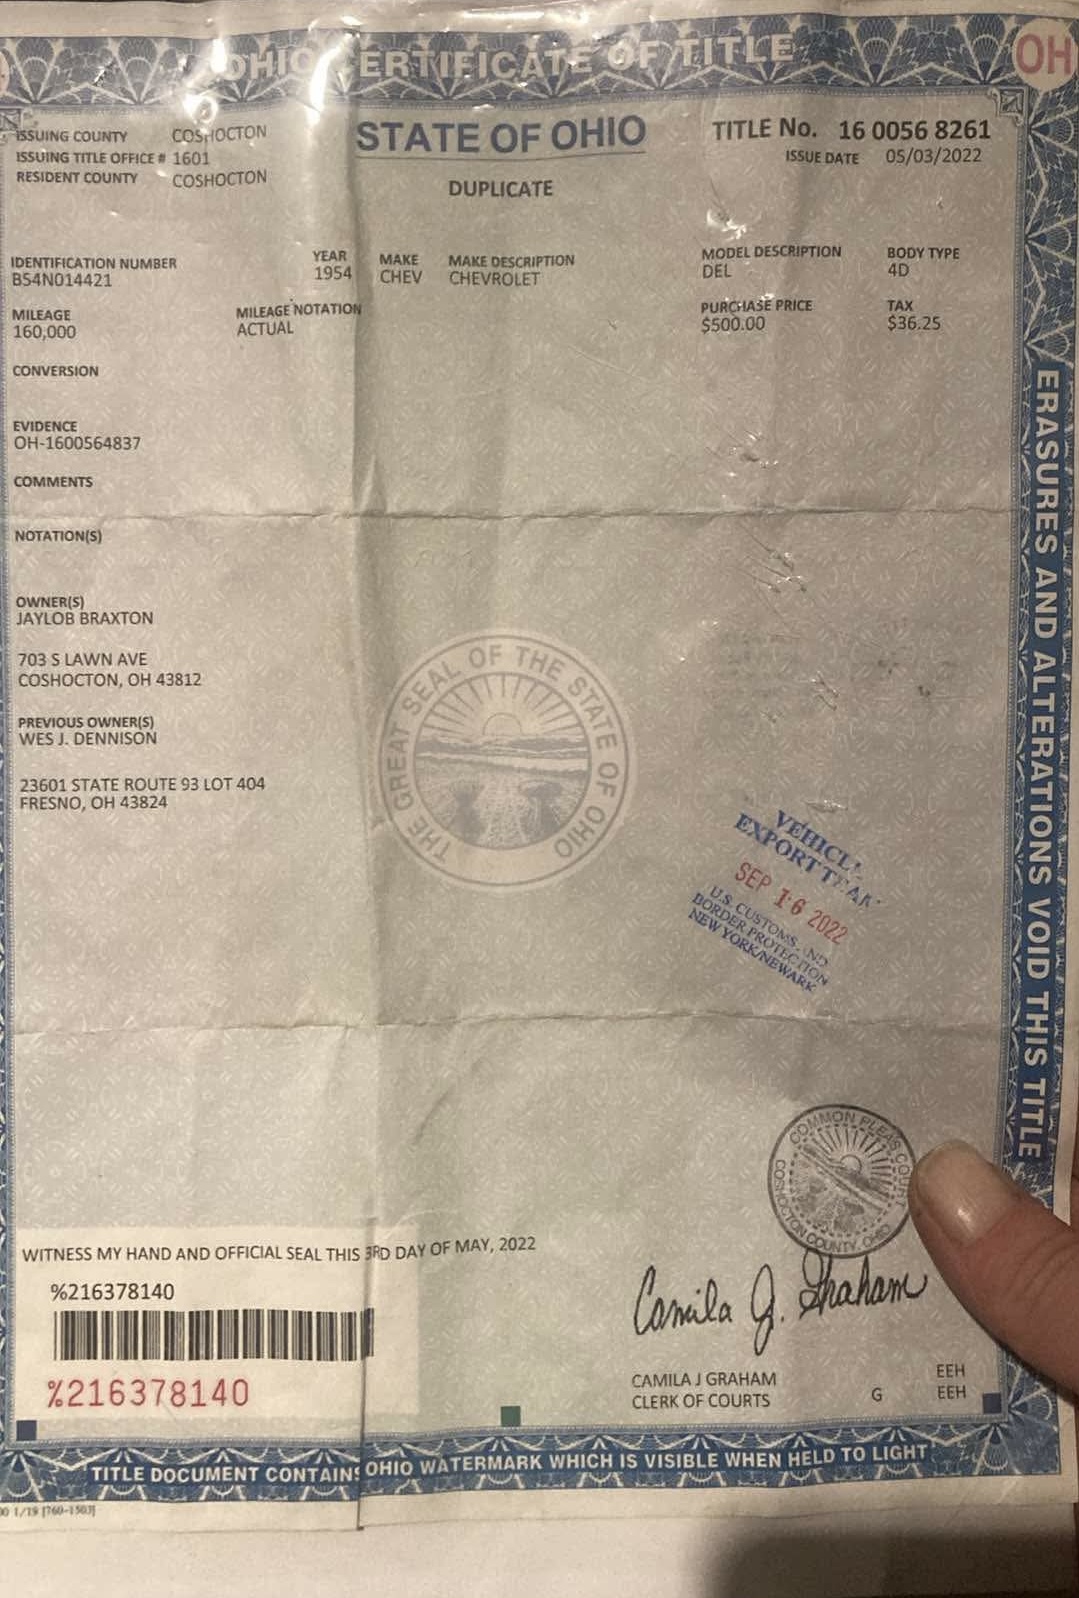 OHIO CERTIFICATE OF TITLE
OH
ISSUING COUNTY COSHOCTON
ISSUING TITLE OFFICE # 1601
RESIDENT COUNTY COSHOCTON
STATE OF OHIO
DUPLICATE
TITLE No. 16 0056 8261
ISSUE DATE 05/03/2022
IDENTIFICATION NUMBER YEAR MAKE MAKE DESCRIPTION MODEL DESCRIPTION BODY TYPE
B54N014421 1954 CHEV CHEVROLET DEL 4D
MILEAGE MILEAGE NOTATION PURCHASE PRICE TAX
160,000 ACTUAL $500.00 $36.25
CONVERSION
EVIDENCE
OH-1600564837
COMMENTS
NOTATION(S)
OWNER(S)
JAYLOB BRAXTON
703 S LAWN AVE
COSHOCTON, OH 43812
PREVIOUS OWNER(S)
WES J. DENNISON
23601 STATE ROUTE 93 LOT 404
FRESNO, OH 43824
THE GREAT SEAL OF THE STATE OF OHIO
VEHICLE
EXPORT TEAM
SEP 16 2022
U.S. CUSTOMS AND
BORDER PROTECTION
NEW YORK/NEWARK
ERASURES AND ALTERATIONS VOID THIS TITLE
COMMON PLEAS COURT
COSHOCTON COUNTY, OHIO
WITNESS MY HAND AND OFFICIAL SEAL THIS 3RD DAY OF MAY, 2022
%216378140
%216378140
Camila J. Graham
CAMILA J GRAHAM EEH
CLERK OF COURTS G EEH
TITLE DOCUMENT CONTAINS OHIO WATERMARK WHICH IS VISIBLE WHEN HELD TO LIGHT
1/19 [760-1503]